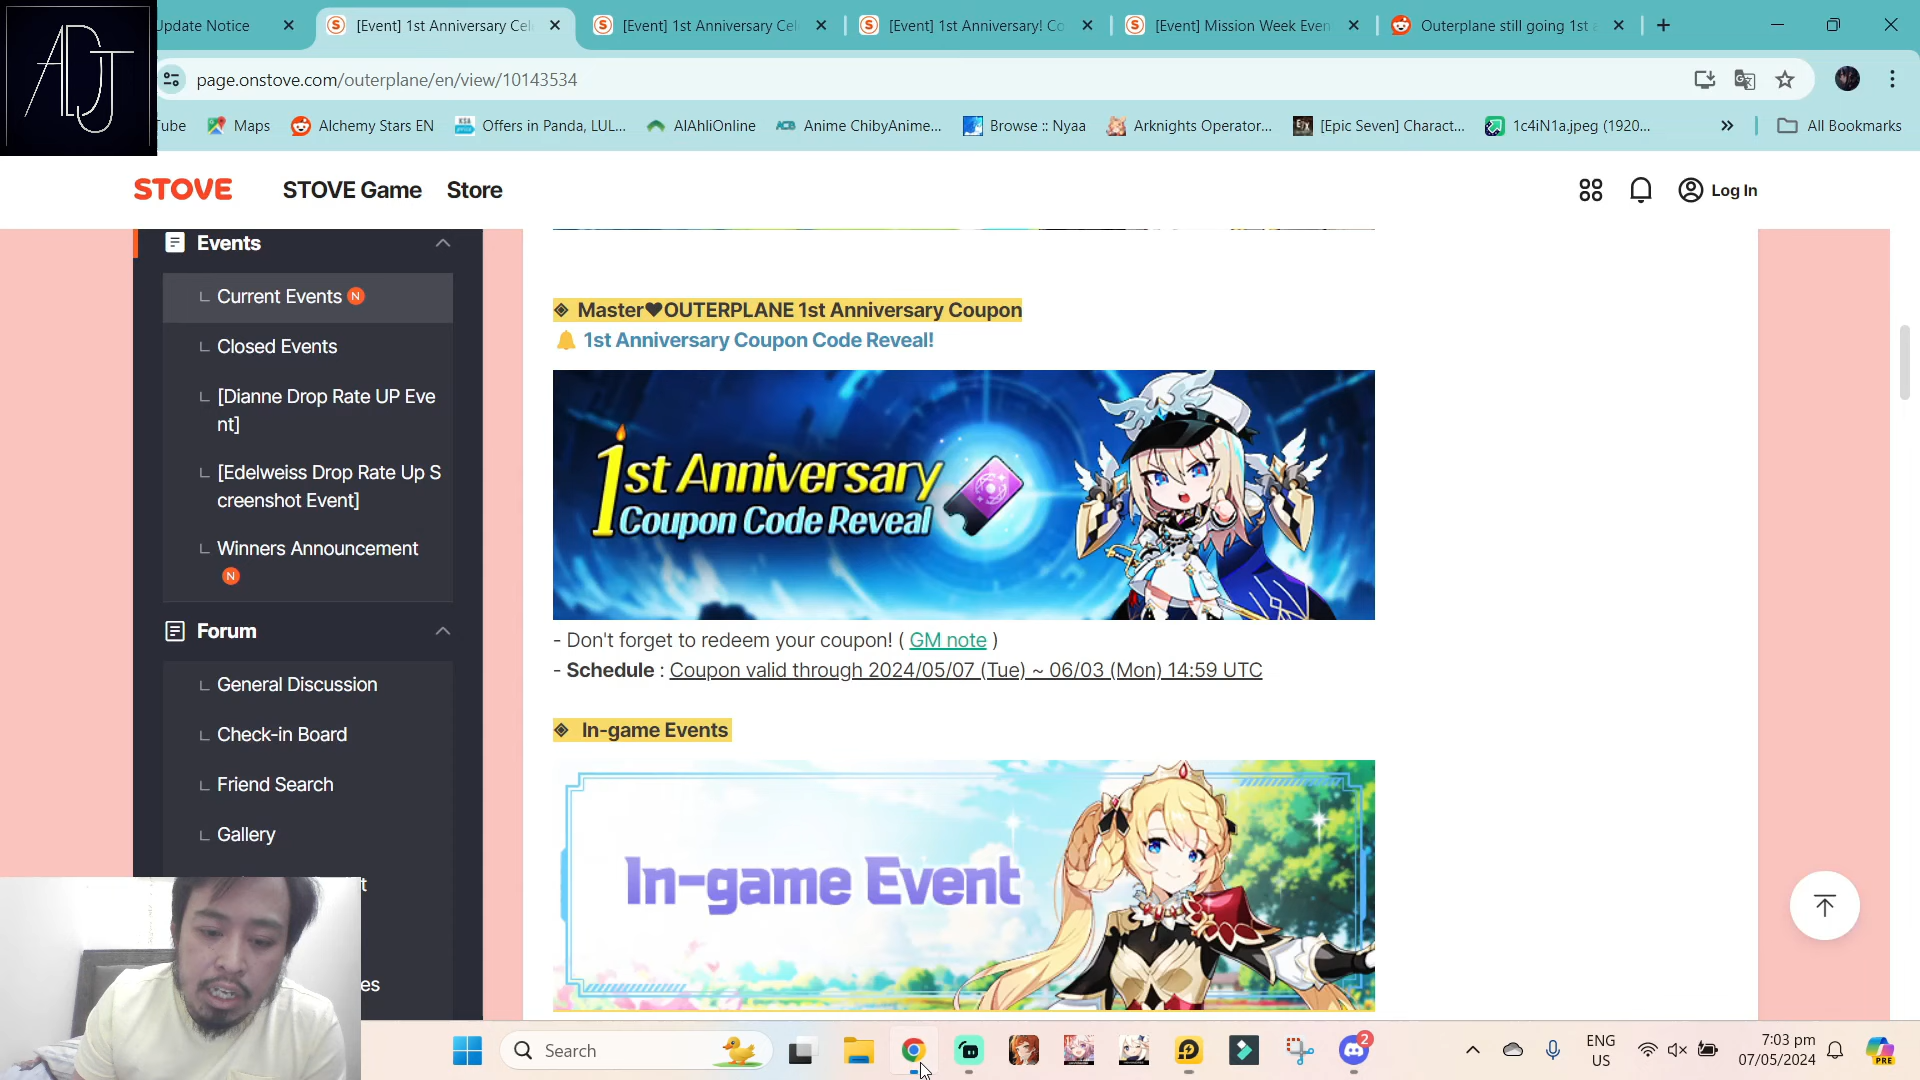 Update Notice
[Event] 1st Anniversary Cel
[Event] 1st Anniversary Cel
[Event] 1st Anniversary! Co
[Event] Mission Week Even
Outerplane still going 1st a
ADJT
page.onstove.com/outerplane/en/view/10143534
Tube
Maps
Alchemy Stars EN
Offers in Panda, LUL...
AlAhliOnline
Anime ChibyAnime...
Browse :: Nyaa
Arknights Operator...
[Epic Seven] Charact...
1c4iN1a.jpeg (1920...
All Bookmarks
STOVE
STOVE Game
Store
Log In
Events
Current Events N
Closed Events
[Dianne Drop Rate UP Eve
nt]
[Edelweiss Drop Rate Up S
creenshot Event]
Winners Announcement
N
Forum
General Discussion
Check-in Board
Friend Search
Gallery
t
es
◈ Master♥OUTERPLANE 1st Anniversary Coupon
🔔 1st Anniversary Coupon Code Reveal!
1st Anniversary
Coupon Code Reveal
- Don't forget to redeem your coupon! ( GM note )
- Schedule : Coupon valid through 2024/05/07 (Tue) ~ 06/03 (Mon) 14:59 UTC
◈ In-game Events
In-game Event
Search
2
ENG
US
7:03 pm
07/05/2024
PRE